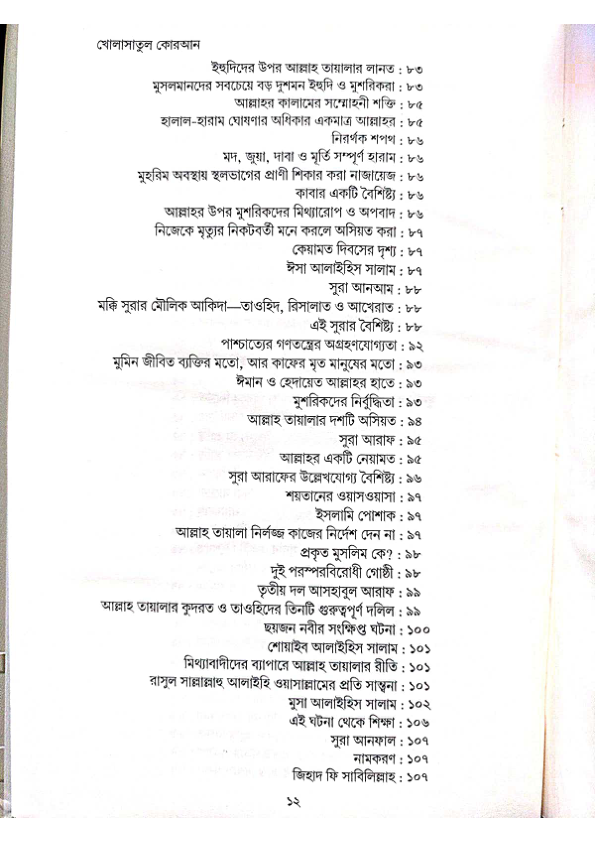 খোলাসাতুল কোরআন
ইহুদিদের উপর আল্লাহ তায়ালার লানত : ৮৩
মুসলমানদের সবচেয়ে বড় দুশমন ইহুদি ও মুশরিকরা : ৮৩
আল্লাহর কালামের সম্মোহনী শক্তি : ৮৫
হালাল-হারাম ঘোষণার অধিকার একমাত্র আল্লাহর : ৮৫
নিরর্থক শপথ : ৮৬
মদ, জুয়া, দাবা ও মূর্তি সম্পূর্ণ হারাম : ৮৬
মুহরিম অবস্থায় স্থলভাগের প্রাণী শিকার করা নাজায়েজ : ৮৬
কাবার একটি বৈশিষ্ট্য : ৮৬
আল্লাহর উপর মুশরিকদের মিথ্যারোপ ও অপবাদ : ৮৬
নিজেকে মৃত্যুর নিকটবর্তী মনে করলে অসিয়ত করা : ৮৭
কেয়ামত দিবসের দৃশ্য : ৮৭
ঈসা আলাইহিস সালাম : ৮৭
সুরা আনআম : ৮৮
মক্কি সুরার মৌলিক আকিদা—তাওহিদ, রিসালাত ও আখেরাত : ৮৮
এই সুরার বৈশিষ্ট্য : ৮৮
পাশ্চাত্যের গণতন্ত্রের অগ্রহণযোগ্যতা : ৯২
মুমিন জীবিত ব্যক্তির মতো, আর কাফের মৃত মানুষের মতো : ৯৩
ঈমান ও হেদায়েত আল্লাহর হাতে : ৯৩
মুশরিকদের নির্বুদ্ধিতা : ৯৩
আল্লাহ তায়ালার দশটি অসিয়ত : ৯৪
সুরা আরাফ : ৯৫
আল্লাহর একটি নেয়ামত : ৯৫
সুরা আরাফের উল্লেখযোগ্য বৈশিষ্ট্য : ৯৬
শয়তানের ওয়াসওয়াসা : ৯৭
ইসলামি পোশাক : ৯৭
আল্লাহ তায়ালা নির্লজ্জ কাজের নির্দেশ দেন না : ৯৭
প্রকৃত মুসলিম কে? : ৯৮
দুই পরস্পরবিরোধী গোষ্ঠী : ৯৮
তৃতীয় দল আসহাবুল আরাফ : ৯৯
আল্লাহ তায়ালার কুদরত ও তাওহিদের তিনটি গুরুত্বপূর্ণ দলিল : ৯৯
ছয়জন নবীর সংক্ষিপ্ত ঘটনা : ১০০
শোয়াইব আলাইহিস সালাম : ১০১
মিথ্যাবাদীদের ব্যাপারে আল্লাহ তায়ালার রীতি : ১০১
রাসুল সাল্লাল্লাহু আলাইহি ওয়াসাল্লামের প্রতি সান্ত্বনা : ১০১
মুসা আলাইহিস সালাম : ১০২
এই ঘটনা থেকে শিক্ষা : ১০৬
সুরা আনফাল : ১০৭
নামকরণ : ১০৭
জিহাদ ফি সাবিলিল্লাহ : ১০৭
১২